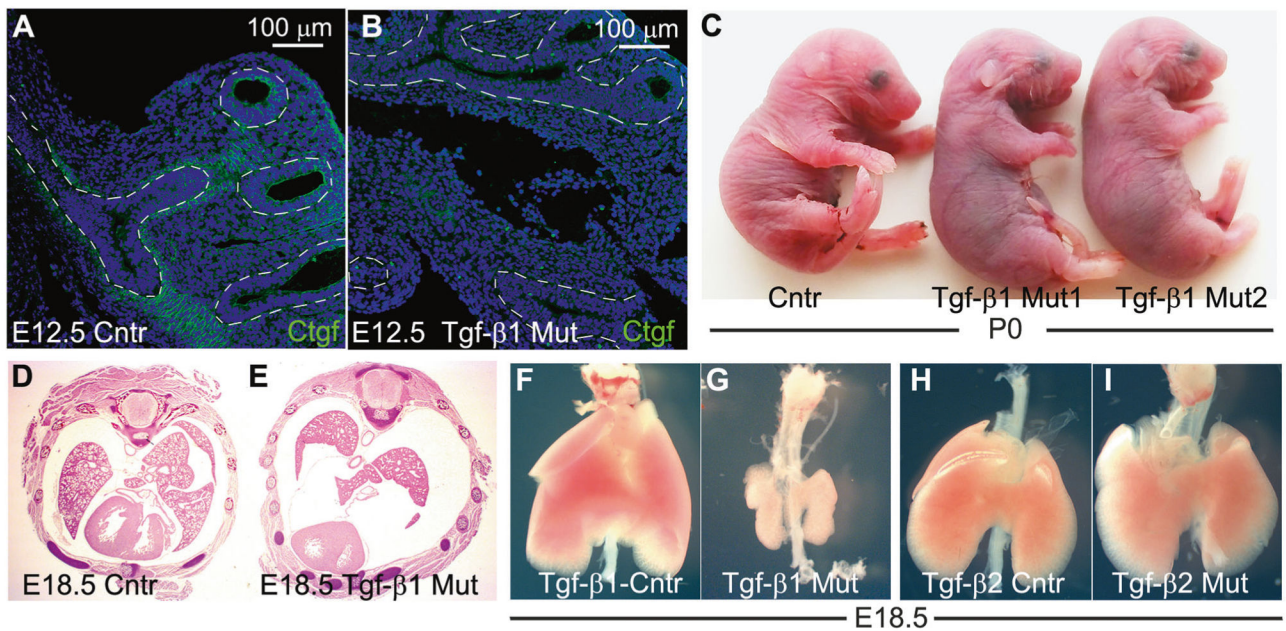 A
100 μm
E12.5 Cntr
Ctgf
B
100 μm
E12.5 Tgf-β1 Mut
Ctgf
C
Cntr
Tgf-β1 Mut1
Tgf-β1 Mut2
P0
D
E18.5 Cntr
E
E18.5 Tgf-β1 Mut
F
Tgf-β1-Cntr
G
Tgf-β1 Mut
H
Tgf-β2 Cntr
I
Tgf-β2 Mut
E18.5